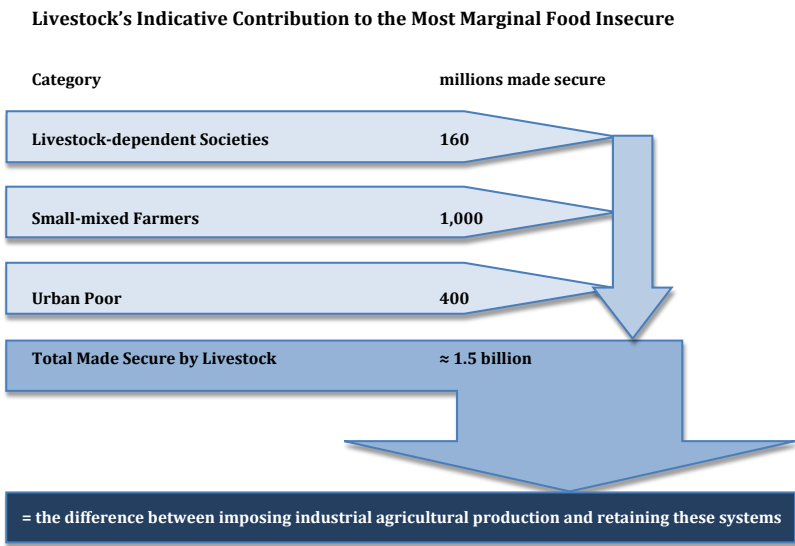 Livestock's Indicative Contribution to the Most Marginal Food Insecure
Category millions made secure
Livestock-dependent Societies 160
Small-mixed Farmers 1,000
Urban Poor 400
Total Made Secure by Livestock ≈ 1.5 billion
= the difference between imposing industrial agricultural production and retaining these systems